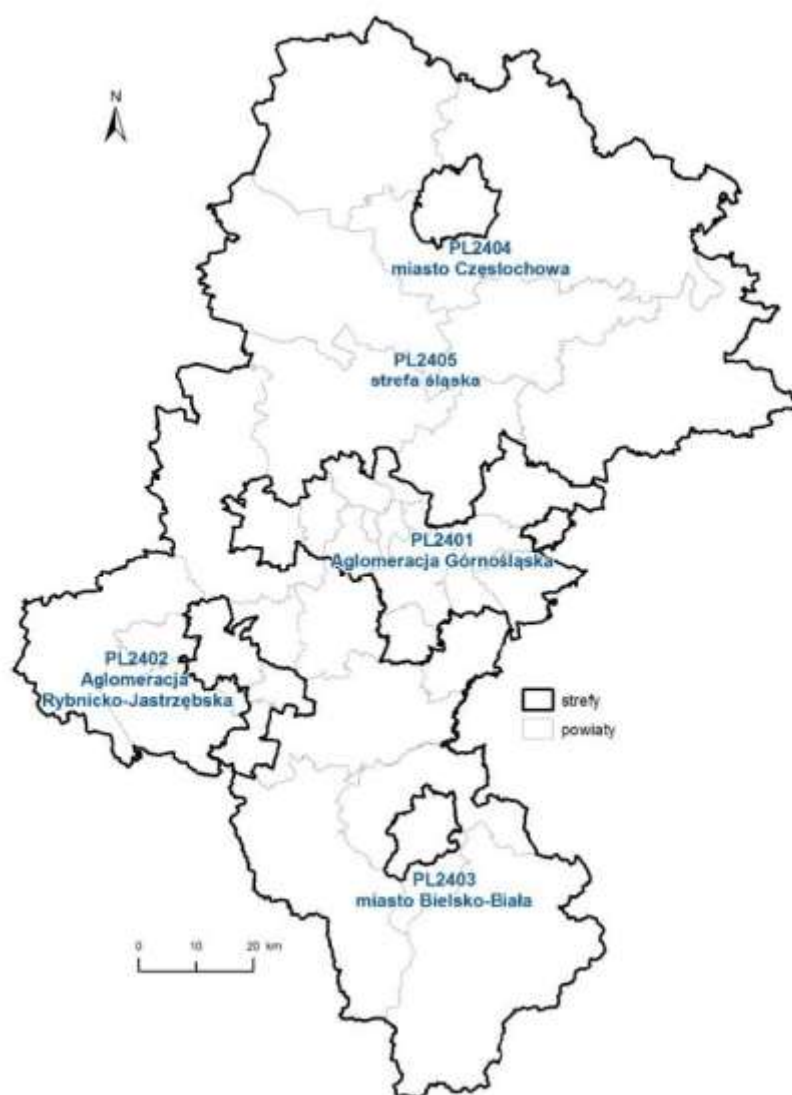 N
PL2404
miasto Częstochowa
PL2405
strefa śląska
PL2401
Aglomeracja Górnośląska
PL2402
Aglomeracja
Rybnicko-Jastrzębska
strefy
powiaty
PL2403
miasto Bielsko-Biała
0 10 20 km